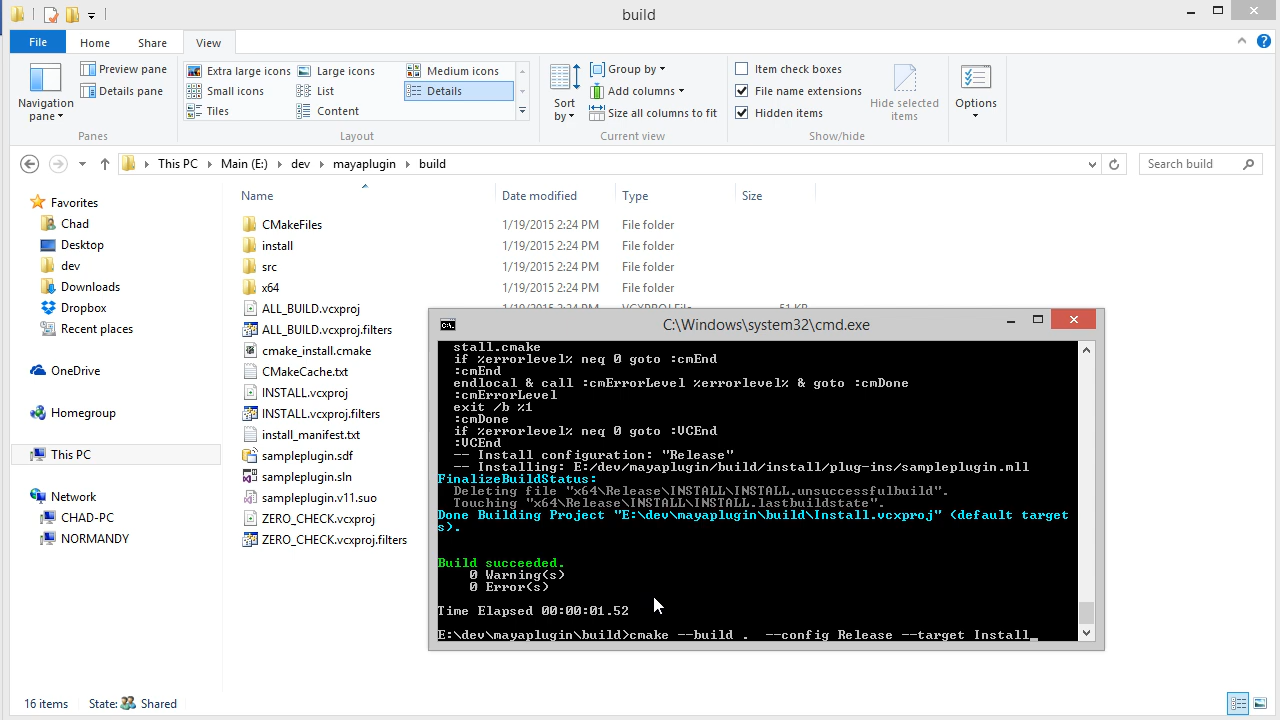 build
File Home Share View
Navigation pane
Preview pane
Details pane
Panes
Extra large icons Large icons Medium icons
Small icons List Details
Tiles Content
Layout
Sort by
Group by
Add columns
Size all columns to fit
Current view
Item check boxes
File name extensions
Hidden items
Hide selected items
Show/hide
Options
This PC Main (E:) dev mayaplugin build
Search build
Favorites
Chad
Desktop
dev
Downloads
Dropbox
Recent places
OneDrive
Homegroup
This PC
Network
CHAD-PC
NORMANDY
Name Date modified Type Size
CMakeFiles 1/19/2015 2:24 PM File folder
install 1/19/2015 2:24 PM File folder
src 1/19/2015 2:24 PM File folder
x64 1/19/2015 2:24 PM File folder
ALL_BUILD.vcxproj 1/19/2015 2:24 PM VCXPROJ File 51 KB
ALL_BUILD.vcxproj.filters
cmake_install.cmake
CMakeCache.txt
INSTALL.vcxproj
INSTALL.vcxproj.filters
install_manifest.txt
sampleplugin.sdf
sampleplugin.sln
sampleplugin.v11.suo
ZERO_CHECK.vcxproj
ZERO_CHECK.vcxproj.filters
C:\Windows\system32\cmd.exe
stall.cmake
if %errorlevel% neq 0 goto :cmEnd
:cmEnd
endlocal & call :cmErrorLevel %errorlevel% & goto :cmDone
:cmErrorLevel
exit /b %1
:cmDone
if %errorlevel% neq 0 goto :VCEnd
:VCEnd
-- Install configuration: "Release"
-- Installing: E:/dev/mayaplugin/build/install/plug-ins/sampleplugin.mll
FinalizeBuildStatus:
Deleting file "x64\Release\INSTALL\INSTALL.unsuccessfulbuild".
Touching "x64\Release\INSTALL\INSTALL.lastbuildstate".
Done Building Project "E:\dev\mayaplugin\build\Install.vcxproj" (default target
s).
Build succeeded.
0 Warning(s)
0 Error(s)
Time Elapsed 00:00:01.52
E:\dev\mayaplugin\build>cmake --build .  --config Release --target Install_
16 items State: Shared